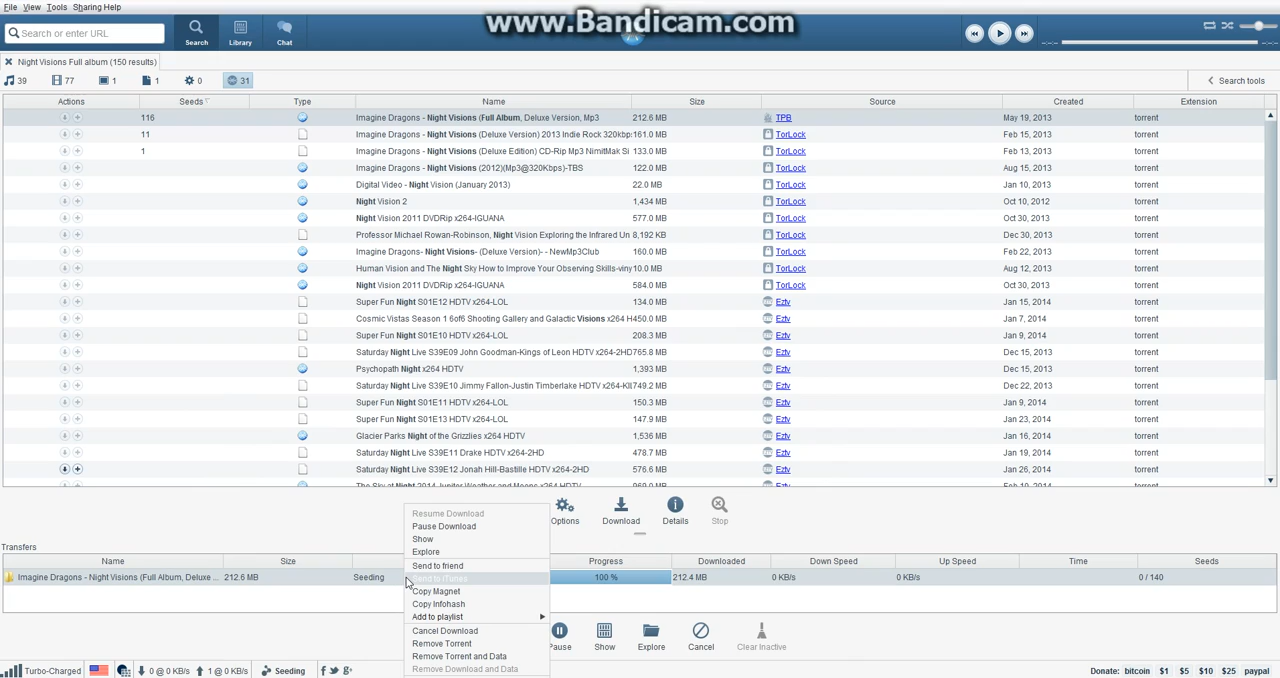 File View Tools Sharing Help
www.Bandicam.com
Search or enter URL
Search Library Chat
Night Visions Full album (150 results)
39 77 1 1 0 31 Search tools
Actions Seeds Type Name Size Source Created Extension
116 Imagine Dragons - Night Visions (Full Album, Deluxe Version, Mp3 212.6 MB TPB May 19, 2013 torrent
11 Imagine Dragons - Night Visions (Deluxe Version) 2013 Indie Rock 320kbp: 161.0 MB TorLock Feb 15, 2013 torrent
1 Imagine Dragons - Night Visions (Deluxe Edition) CD-Rip Mp3 NimitMak Si 133.0 MB TorLock Feb 13, 2013 torrent
Imagine Dragons - Night Visions (2012)(Mp3@320Kbps)-TBS 122.0 MB TorLock Aug 15, 2013 torrent
Digital Video - Night Vision (January 2013) 22.0 MB TorLock Jan 10, 2013 torrent
Night Vision 2 1,434 MB TorLock Oct 10, 2012 torrent
Night Vision 2011 DVDRip x264-IGUANA 577.0 MB TorLock Oct 30, 2013 torrent
Professor Michael Rowan-Robinson, Night Vision Exploring the Infrared Un 8,192 KB TorLock Dec 30, 2013 torrent
Imagine Dragons- Night Visions- (Deluxe Version)- - NewMp3Club 160.0 MB TorLock Feb 22, 2013 torrent
Human Vision and The Night Sky How to Improve Your Observing Skills-viny 10.0 MB TorLock Aug 12, 2013 torrent
Night Vision 2011 DVDRip x264-IGUANA 584.0 MB TorLock Oct 30, 2013 torrent
Super Fun Night S01E12 HDTV x264-LOL 134.0 MB Eztv Jan 15, 2014 torrent
Cosmic Vistas Season 1 6of6 Shooting Gallery and Galactic Visions x264 H 450.0 MB Eztv Jan 7, 2014 torrent
Super Fun Night S01E10 HDTV x264-LOL 208.3 MB Eztv Jan 9, 2014 torrent
Saturday Night Live S39E09 John Goodman-Kings of Leon HDTV x264-2HD 765.8 MB Eztv Dec 15, 2013 torrent
Psychopath Night x264 HDTV 1,393 MB Eztv Dec 15, 2013 torrent
Saturday Night Live S39E10 Jimmy Fallon-Justin Timberlake HDTV x264-KIL 749.2 MB Eztv Dec 22, 2013 torrent
Super Fun Night S01E11 HDTV x264-LOL 150.3 MB Eztv Jan 9, 2014 torrent
Super Fun Night S01E13 HDTV x264-LOL 147.9 MB Eztv Jan 23, 2014 torrent
Glacier Parks Night of the Grizzlies x264 HDTV 1,536 MB Eztv Jan 16, 2014 torrent
Saturday Night Live S39E11 Drake HDTV x264-2HD 478.7 MB Eztv Jan 19, 2014 torrent
Saturday Night Live S39E12 Jonah Hill-Bastille HDTV x264-2HD 576.6 MB Eztv Jan 26, 2014 torrent
The Sky at Night 2014 Jupiter Weather and Moons x264 HDTV 969.0 MB Eztv Feb 10, 2014 torrent
Options Download Details Stop
Transfers
Name Size Progress Downloaded Down Speed Up Speed Time Seeds
Imagine Dragons - Night Visions (Full Album, Deluxe ... 212.6 MB Seeding 100 % 212.4 MB 0 KB/s 0 KB/s 0 / 140
Resume Download
Pause Download
Show
Explore
Send to friend
Send to iTunes
Copy Magnet
Copy Infohash
Add to playlist
Cancel Download
Remove Torrent
Remove Torrent and Data
Remove Download and Data
Pause Show Explore Cancel Clear Inactive
Turbo-Charged 0 @ 0 KB/s 1 @ 0 KB/s Seeding Donate: bitcoin $1 $5 $10 $25 paypal